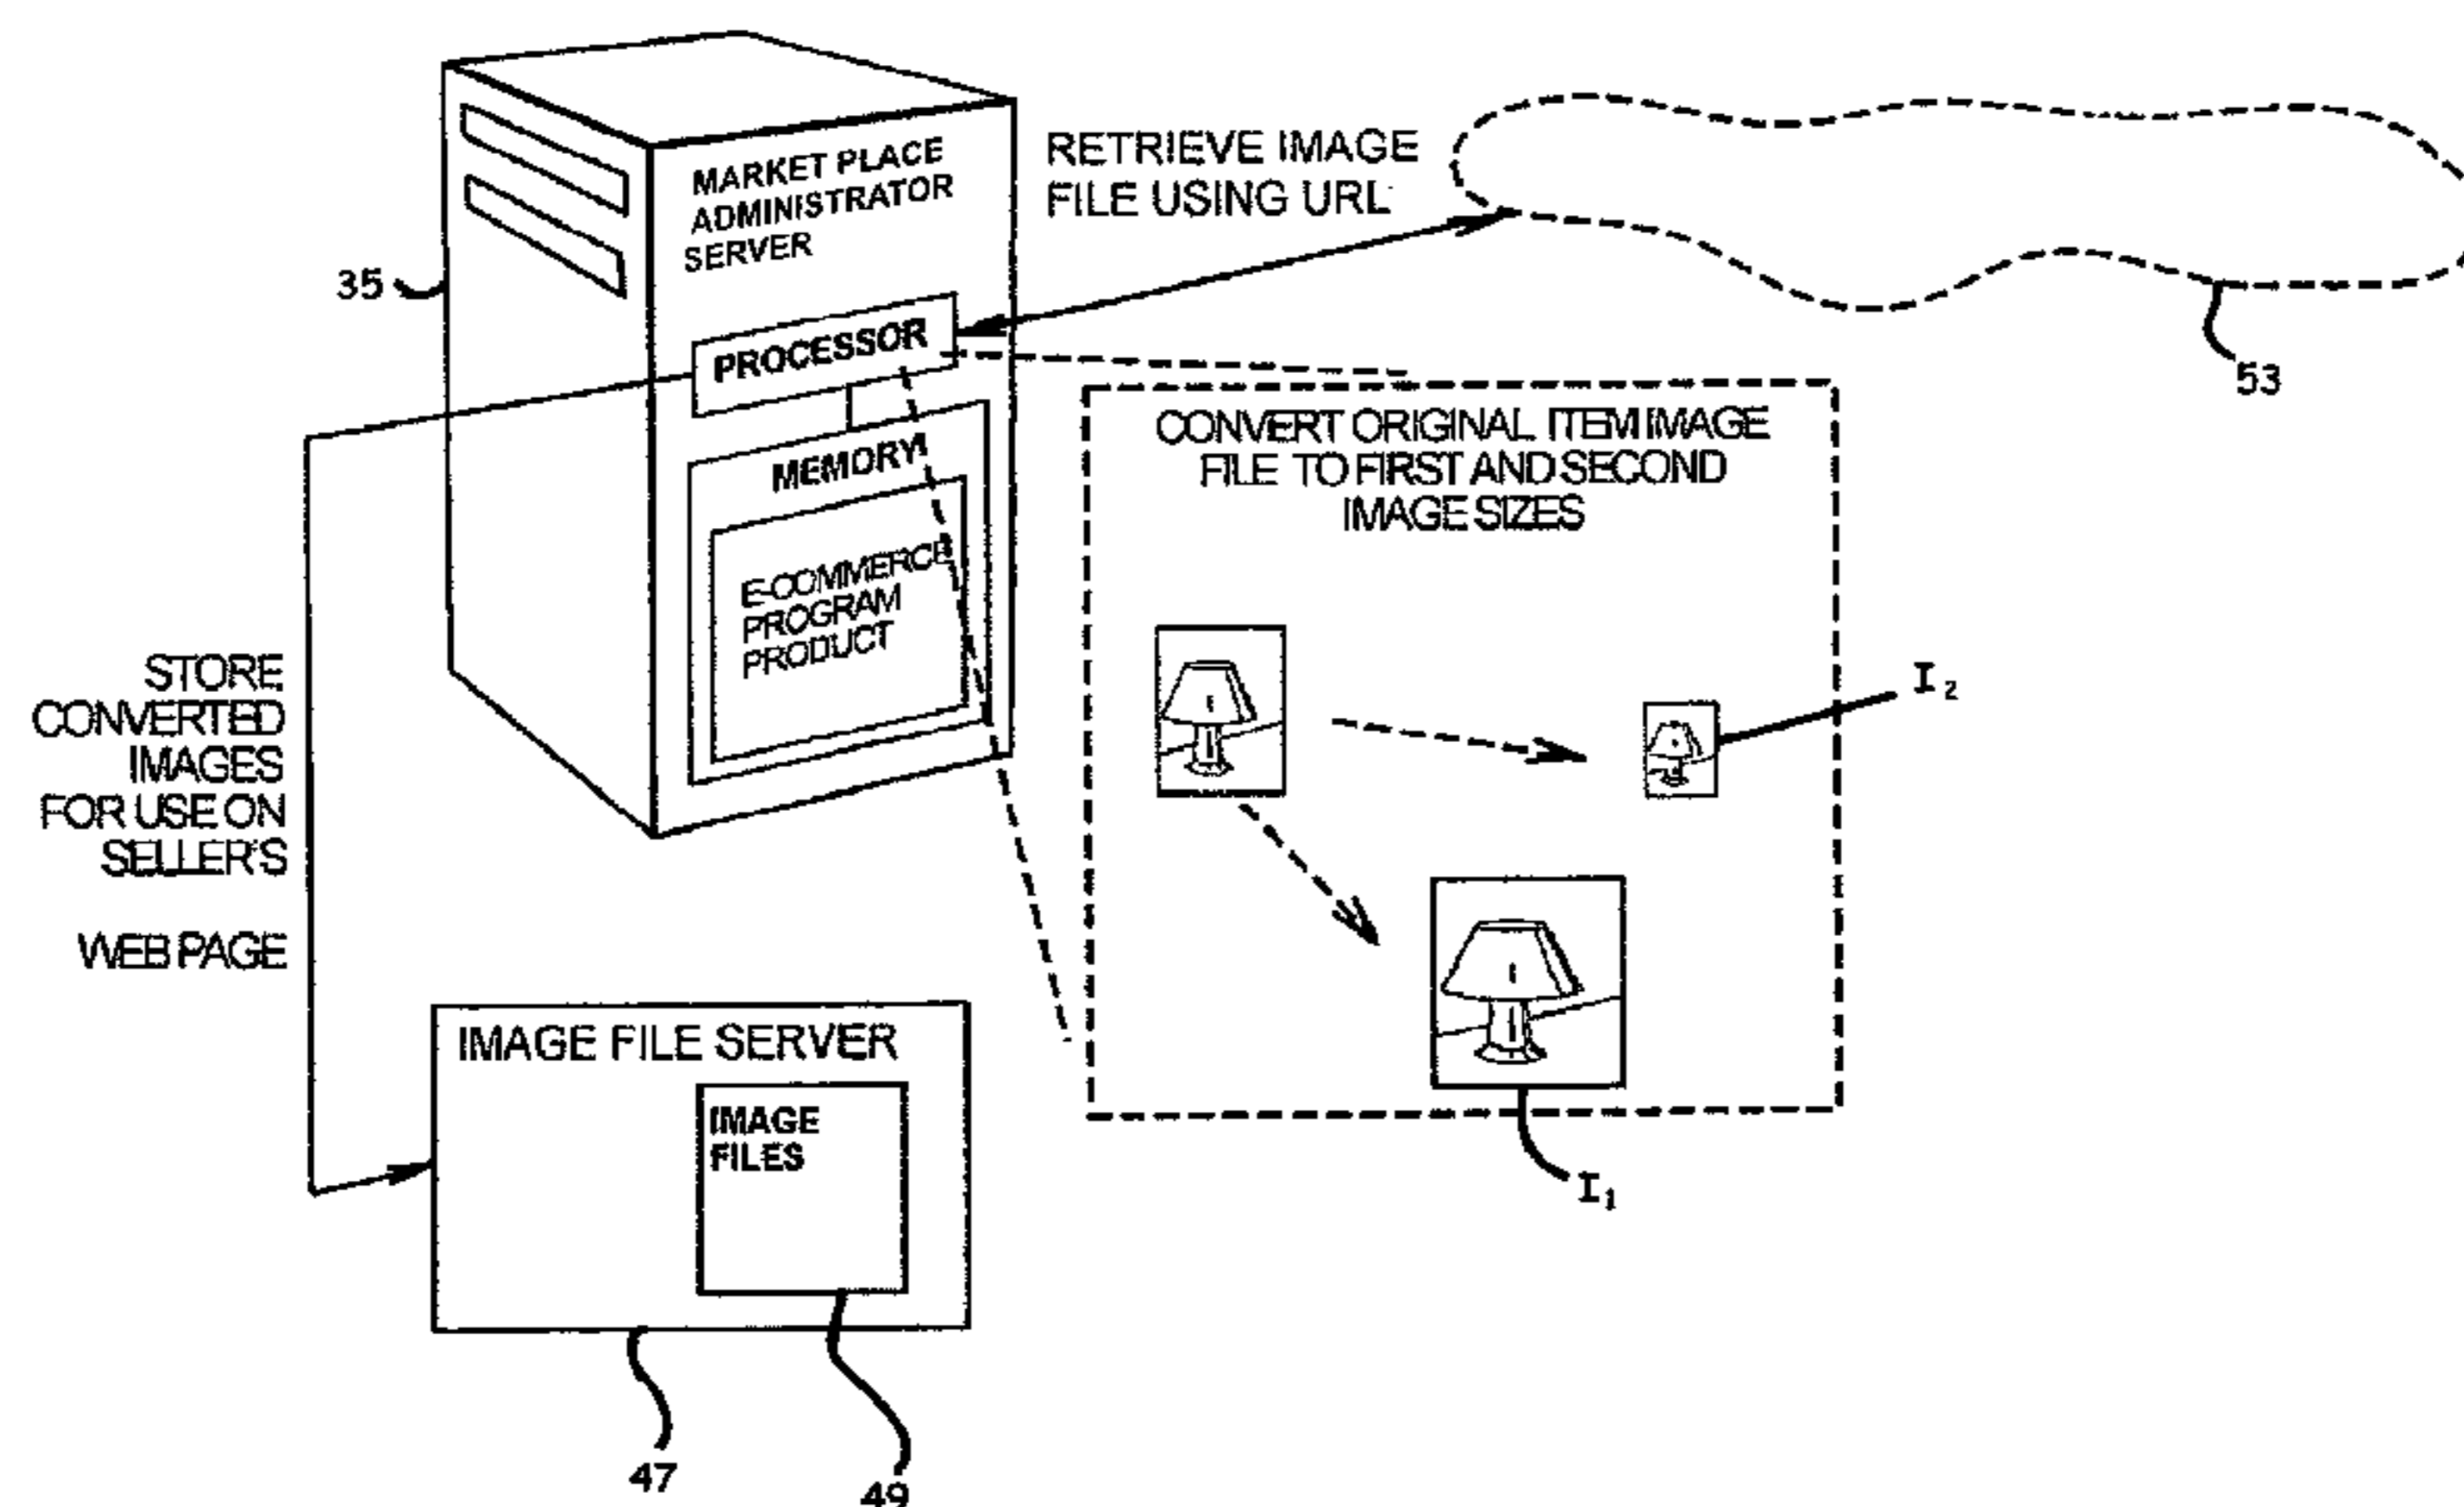 MARKET PLACE
ADMINISTRATOR
SERVER
RETRIEVE IMAGE
FILE USING URL
35
PROCESSOR
53
MEMORY
CONVERT ORIGINAL ITEM IMAGE
FILE TO FIRST AND SECOND
IMAGE SIZES
E-COMMERCE
PROGRAM
PRODUCT
STORE
CONVERTED
IMAGES
FOR USE ON
SELLER'S
WEB PAGE
I₂
IMAGE FILE SERVER
IMAGE
FILES
I₁
47
49